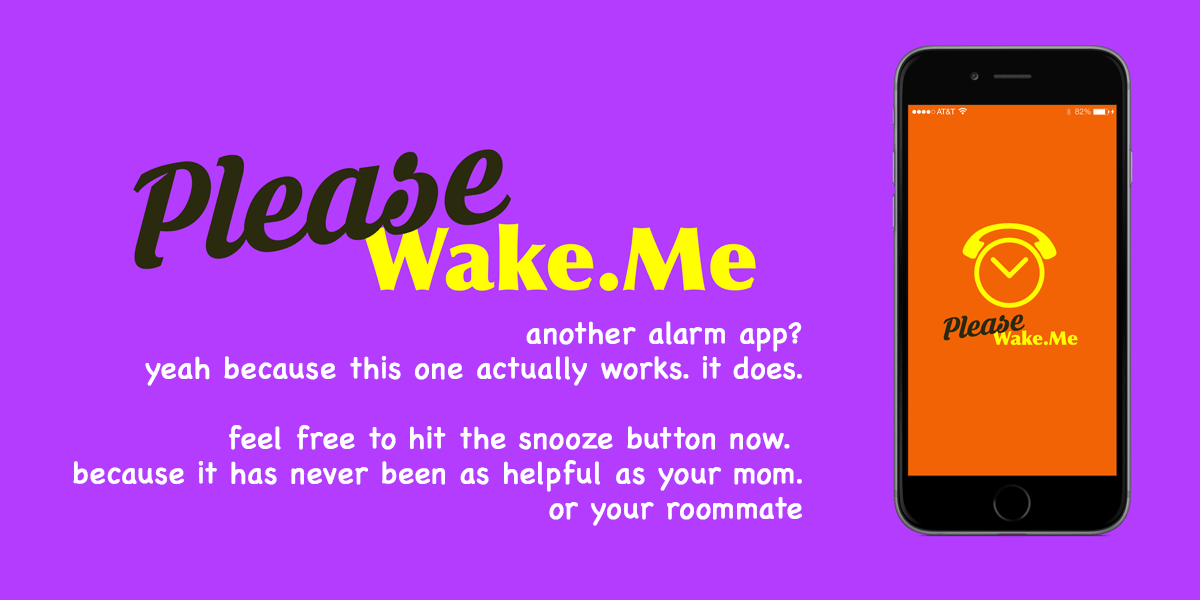 Please
Wake.Me
another alarm app?
yeah because this one actually works. it does.
feel free to hit the snooze button now.
because it has never been as helpful as your mom.
or your roommate
AT&T 82%
Please
Wake.Me